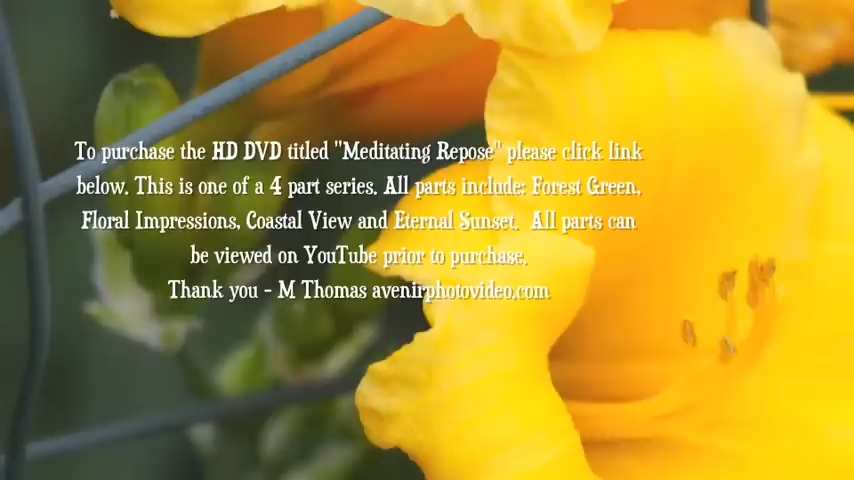 To purchase the HD DVD titled "Meditating Repose" please click link
below. This is one of a 4 part series. All parts include: Forest Green,
Floral Impressions, Coastal View and Eternal Sunset.  All parts can
be viewed on YouTube prior to purchase.
Thank you - M Thomas avenirphotovideo.com